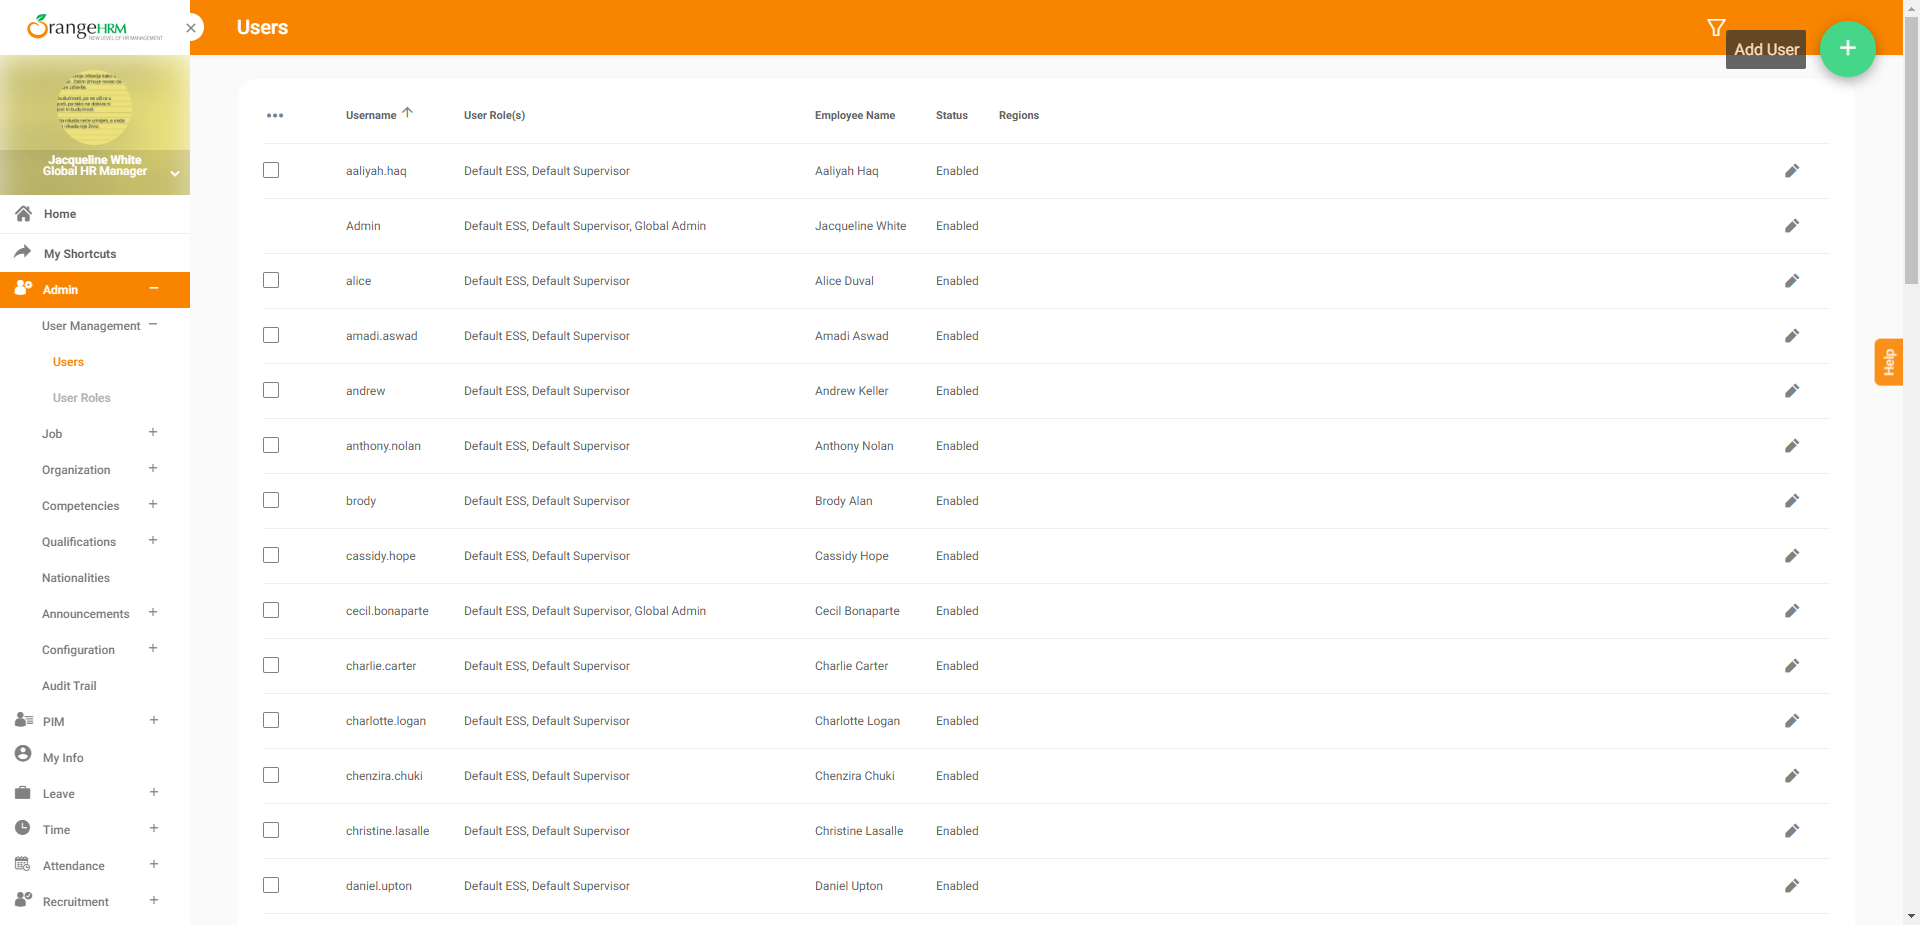 OrangeHRM
NEW LEVEL OF HR MANAGEMENT
Jacqueline White
Global HR Manager
Home
My Shortcuts
Admin
User Management
Users
User Roles
Job
Organization
Competencies
Qualifications
Nationalities
Announcements
Configuration
Audit Trail
PIM
My Info
Leave
Time
Attendance
Recruitment
Users
Add User
Username User Role(s) Employee Name Status Regions
aaliyah.haq Default ESS, Default Supervisor Aaliyah Haq Enabled
Admin Default ESS, Default Supervisor, Global Admin Jacqueline White Enabled
alice Default ESS, Default Supervisor Alice Duval Enabled
amadi.aswad Default ESS, Default Supervisor Amadi Aswad Enabled
andrew Default ESS, Default Supervisor Andrew Keller Enabled
anthony.nolan Default ESS, Default Supervisor Anthony Nolan Enabled
brody Default ESS, Default Supervisor Brody Alan Enabled
cassidy.hope Default ESS, Default Supervisor Cassidy Hope Enabled
cecil.bonaparte Default ESS, Default Supervisor, Global Admin Cecil Bonaparte Enabled
charlie.carter Default ESS, Default Supervisor Charlie Carter Enabled
charlotte.logan Default ESS, Default Supervisor Charlotte Logan Enabled
chenzira.chuki Default ESS, Default Supervisor Chenzira Chuki Enabled
christine.lasalle Default ESS, Default Supervisor Christine Lasalle Enabled
daniel.upton Default ESS, Default Supervisor Daniel Upton Enabled
Help